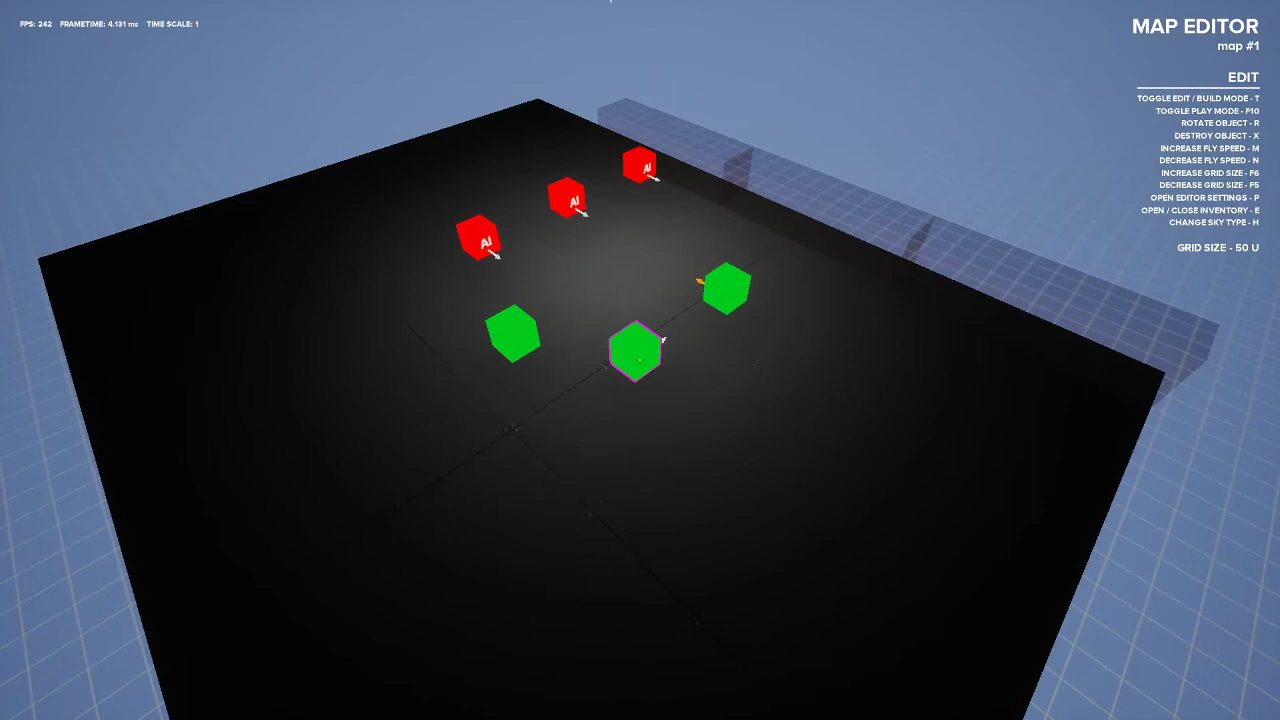 FPS: 242 FRAMETIME: 4.131 ms TIME SCALE: 1
MAP EDITOR
map #1
EDIT
TOGGLE EDIT / BUILD MODE - T
TOGGLE PLAY MODE - F10
ROTATE OBJECT - R
DESTROY OBJECT - X
INCREASE FLY SPEED - M
DECREASE FLY SPEED - N
INCREASE GRID SIZE - F6
DECREASE GRID SIZE - F5
OPEN EDITOR SETTINGS - P
OPEN / CLOSE INVENTORY - E
CHANGE SKY TYPE - H
GRID SIZE - 50 U
AI
AI
AI